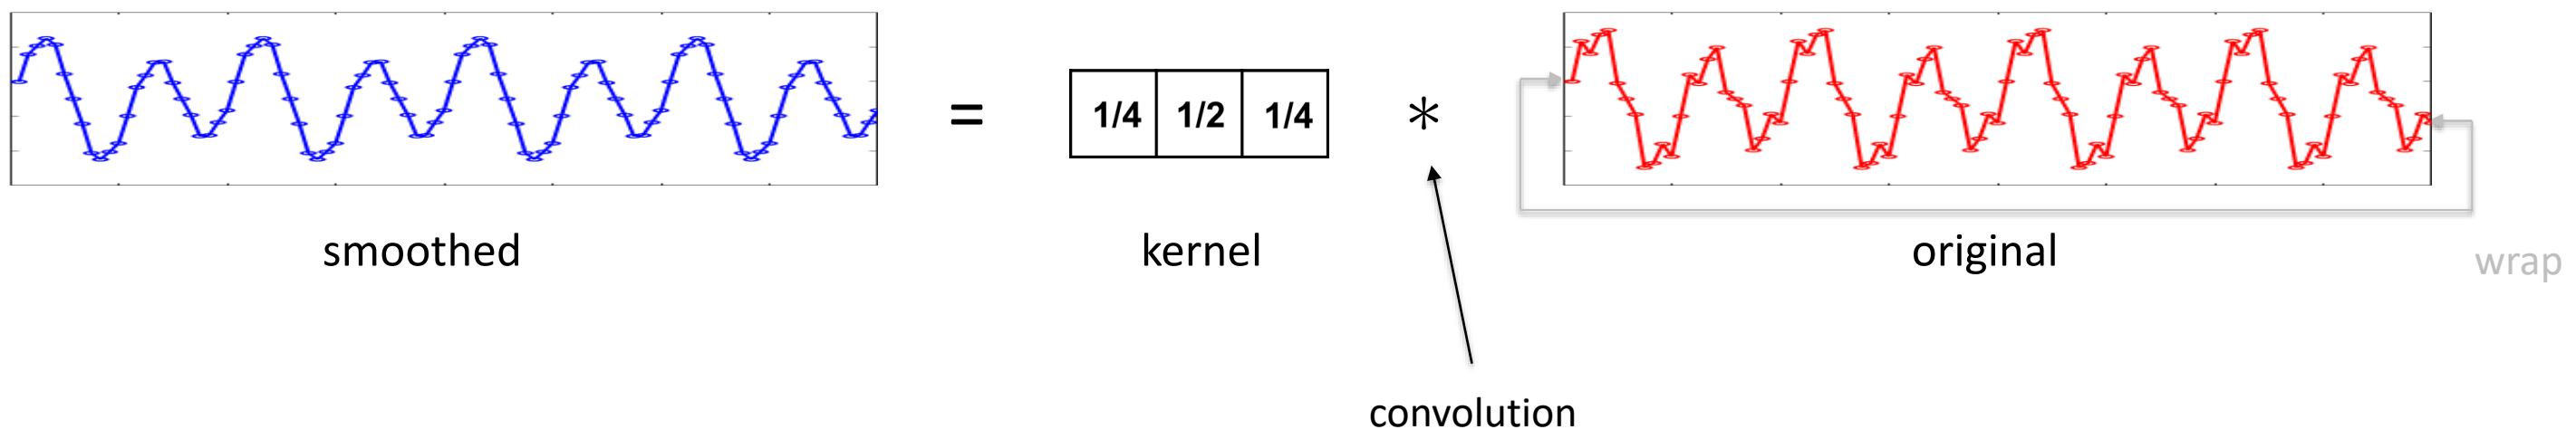 =
1/4 1/2 1/4
*
smoothed
kernel
original
wrap
convolution